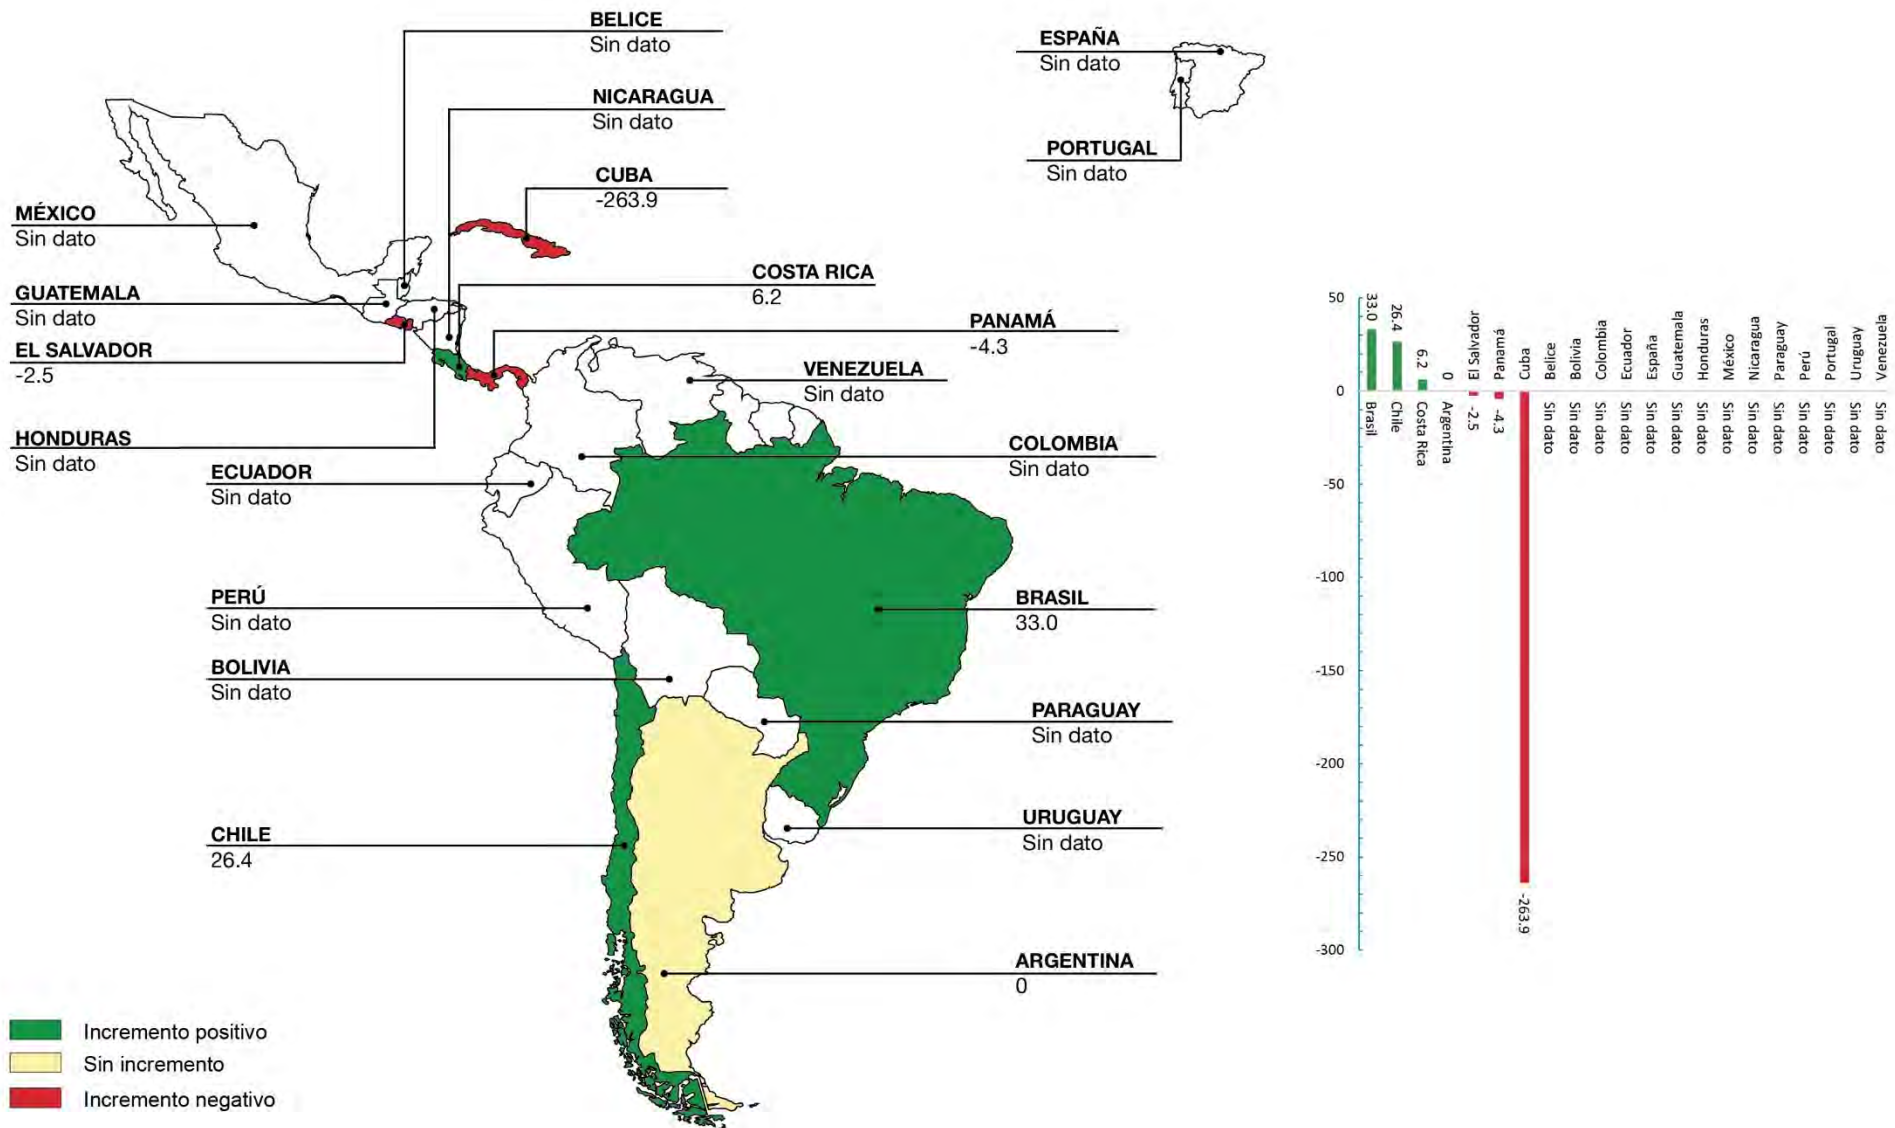 BELICE
Sin dato
NICARAGUA
Sin dato
CUBA
-263.9
ESPAÑA
Sin dato
PORTUGAL
Sin dato
MÉXICO
Sin dato
GUATEMALA
Sin dato
EL SALVADOR
-2.5
HONDURAS
Sin dato
COSTA RICA
6.2
PANAMÁ
-4.3
VENEZUELA
Sin dato
COLOMBIA
Sin dato
ECUADOR
Sin dato
PERÚ
Sin dato
BRASIL
33.0
BOLIVIA
Sin dato
PARAGUAY
Sin dato
URUGUAY
Sin dato
CHILE
26.4
ARGENTINA
0
Incremento positivo
Sin incremento
Incremento negativo
50
0
-50
-100
-150
-200
-250
-300
33.0
Brasil
26.4
Chile
6.2
Costa Rica
0
Argentina
El Salvador
-2.5
Panamá
-4.3
Cuba
-263.9
Belice
Sin dato
Bolivia
Sin dato
Colombia
Sin dato
Ecuador
Sin dato
España
Sin dato
Guatemala
Sin dato
Honduras
Sin dato
México
Sin dato
Nicaragua
Sin dato
Paraguay
Sin dato
Perú
Sin dato
Portugal
Sin dato
Uruguay
Sin dato
Venezuela
Sin dato